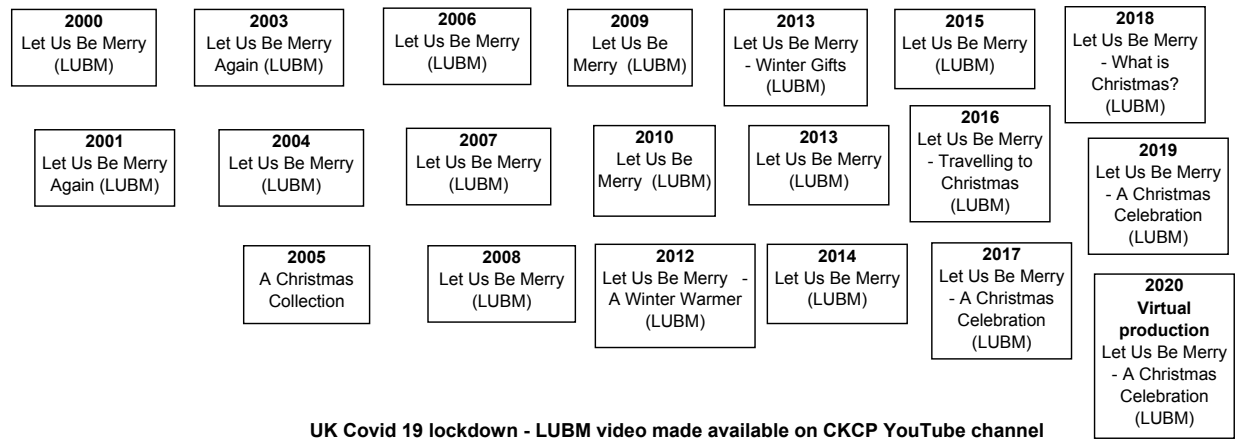 2000
Let Us Be Merry
(LUBM)
2001
Let Us Be Merry
Again (LUBM)
2003
Let Us Be Merry
Again (LUBM)
2004
Let Us Be Merry
(LUBM)
2005
A Christmas
Collection
2006
Let Us Be Merry
(LUBM)
2007
Let Us Be Merry
(LUBM)
2008
Let Us Be Merry
(LUBM)
2009
Let Us Be
Merry (LUBM)
2010
Let Us Be
Merry (LUBM)
2012
Let Us Be Merry -
A Winter Warmer
(LUBM)
2013
Let Us Be Merry
- Winter Gifts
(LUBM)
2013
Let Us Be Merry
(LUBM)
2014
Let Us Be Merry
(LUBM)
2015
Let Us Be Merry
(LUBM)
2016
Let Us Be Merry
- Travelling to
Christmas
(LUBM)
2017
Let Us Be Merry
- A Christmas
Celebration
(LUBM)
2018
Let Us Be Merry
- What is
Christmas?
(LUBM)
2019
Let Us Be Merry
- A Christmas
Celebration
(LUBM)
2020
Virtual
production
Let Us Be Merry
- A Christmas
Celebration
(LUBM)
UK Covid 19 lockdown - LUBM video made available on CKCP YouTube channel